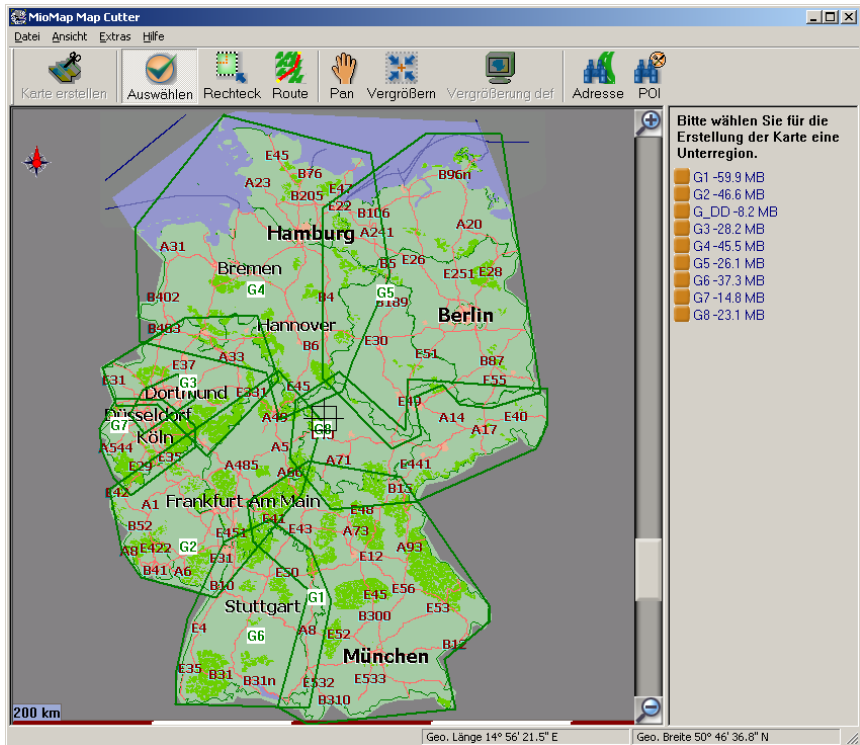 MioMap Map Cutter
Datei Ansicht Extras Hilfe
Karte erstellen Auswählen Rechteck Route Pan Vergrößern Vergrößerung def Adresse POI
Bitte wählen Sie für die
Erstellung der Karte eine
Unterregion.
G1 -59.9 MB
G2 -46.6 MB
G_DD -8.2 MB
G3 -28.2 MB
G4 -45.5 MB
G5 -26.1 MB
G6 -37.3 MB
G7 -14.8 MB
G8 -23.1 MB
E45
B76
B96n
A23
E47
B205
E22
B106
A20
Hamburg
A241
A31
B5
E26
Bremen
E251
E28
G4
G5
B402
B4
B189
Berlin
B403
Hannover
E30
B6
A33
E51
B87
E37
E31
G3
E45
E55
Dortmund
E331
E49
Düsseldorf
A49
A14
E40
G7
G8
A17
Köln
A544
A5
E35
A71
E441
E29
A485
A66
E42
B15
A1
Frankfurt Am Main
E48
E41
B52
E43
A73
E451
A93
A8
E422
G2
E31
E12
B41
A6
E50
B10
E56
G1
E45
Stuttgart
E53
B300
E4
A8
G6
E52
B12
München
E35
B31
B31n
E532
E533
B310
200 km
Geo. Länge 14° 56' 21.5" E
Geo. Breite 50° 46' 36.8" N